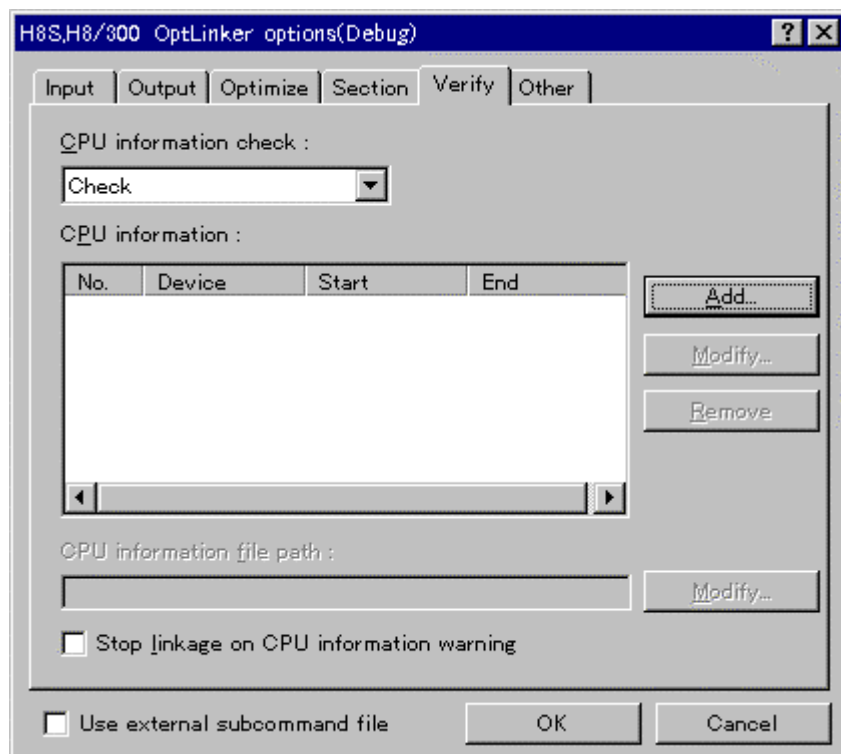 H8S,H8/300 OptLinker options(Debug)
Input Output Optimize Section Verify Other
CPU information check :
Check
CPU information :
No. Device Start End
Add...
Modify...
Remove
CPU information file path :
Modify...
Stop linkage on CPU information warning
Use external subcommand file OK Cancel